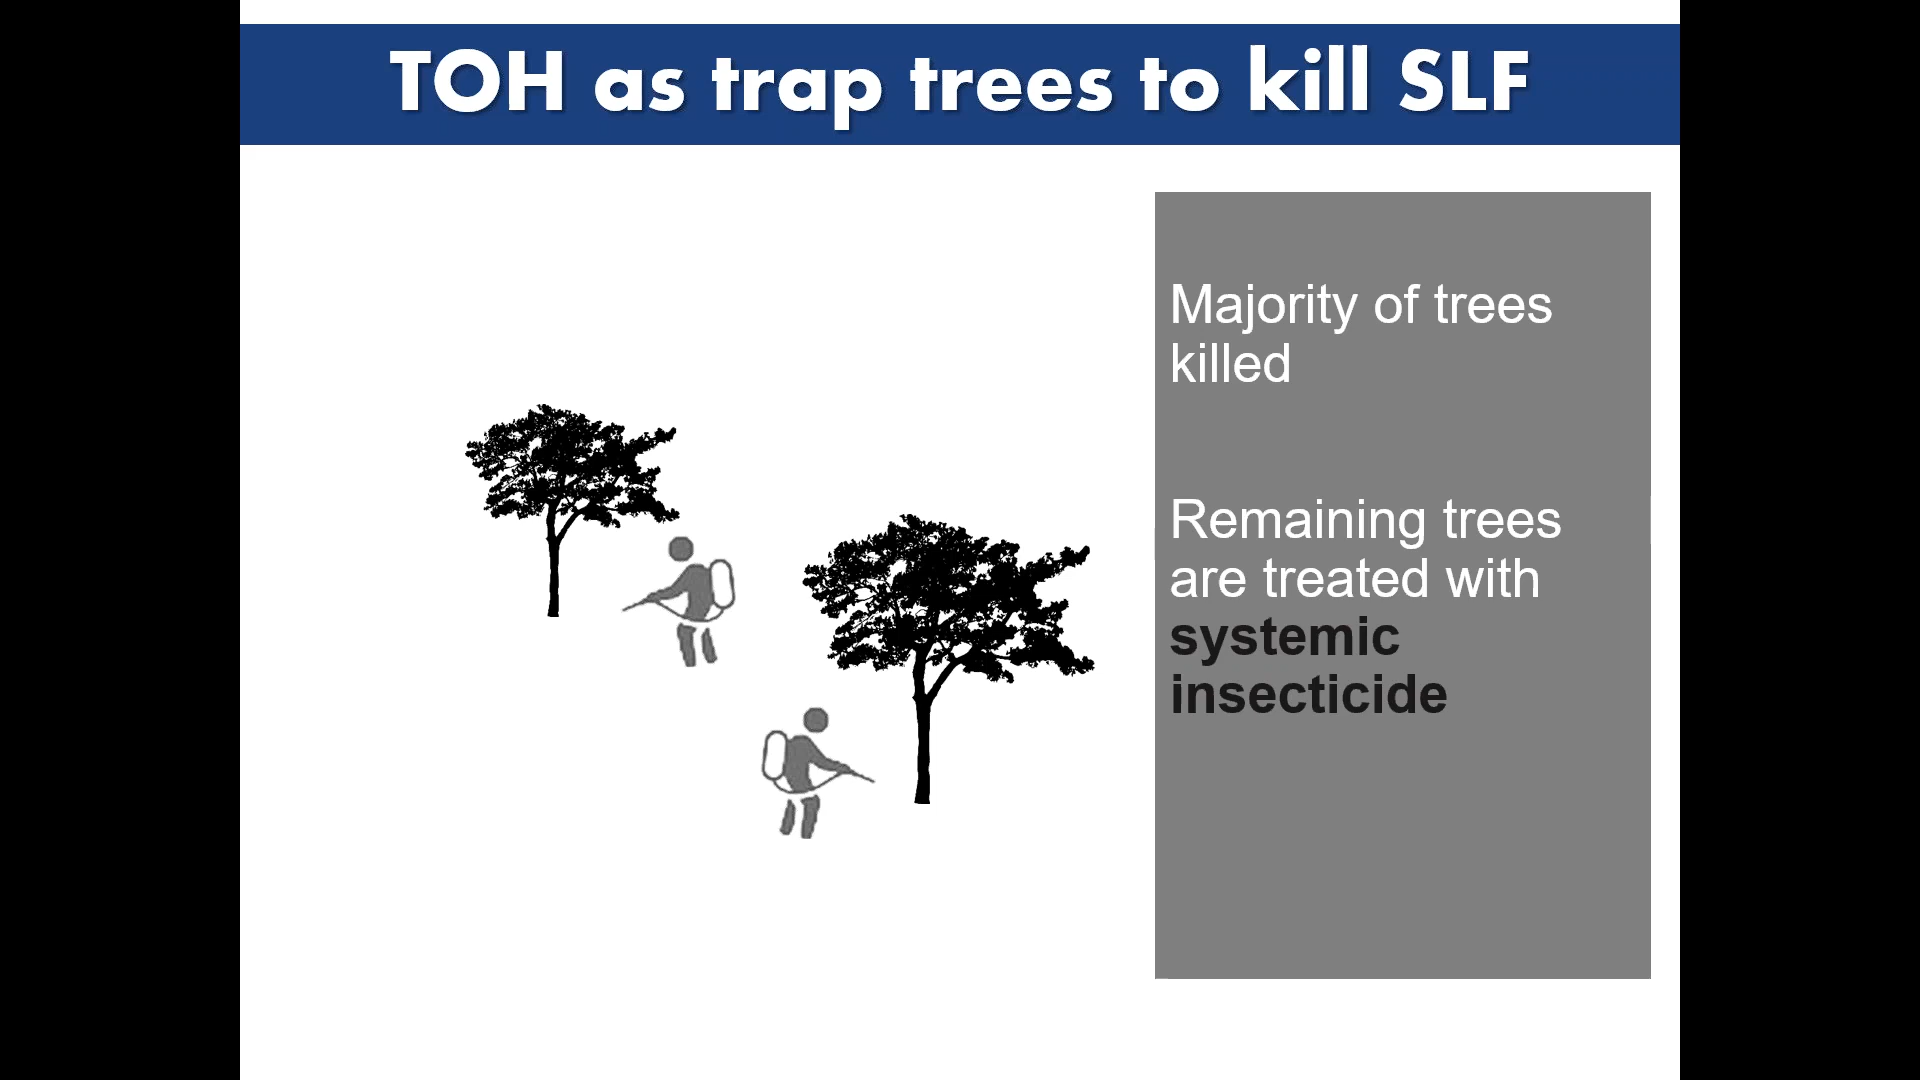 TOH as trap trees to kill SLF
Majority of trees
killed
Remaining trees
are treated with
systemic
insecticide